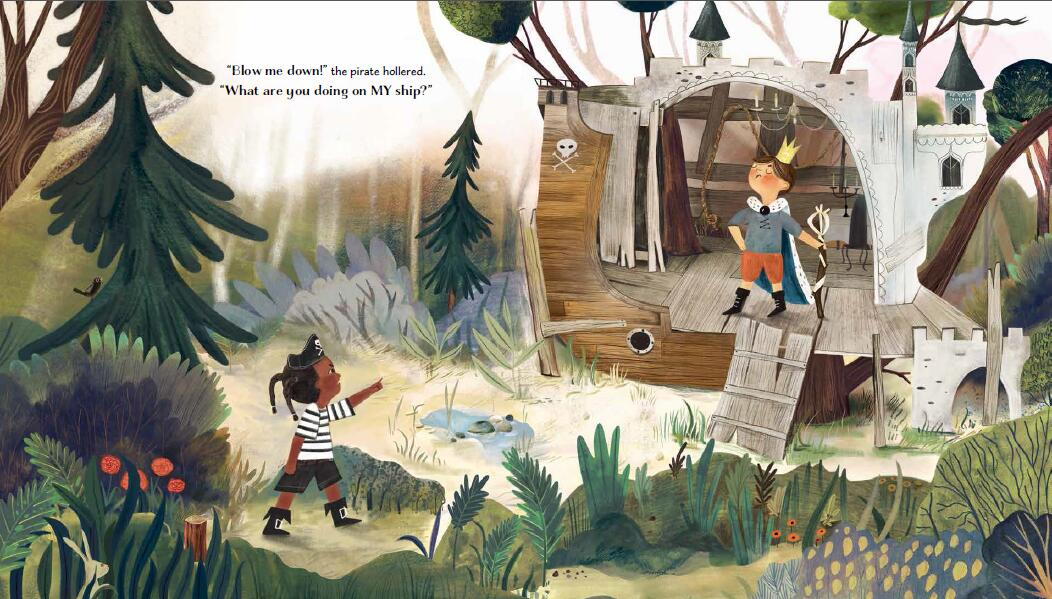 “Blow me down!” the pirate hollered.
“What are you doing on MY ship?”